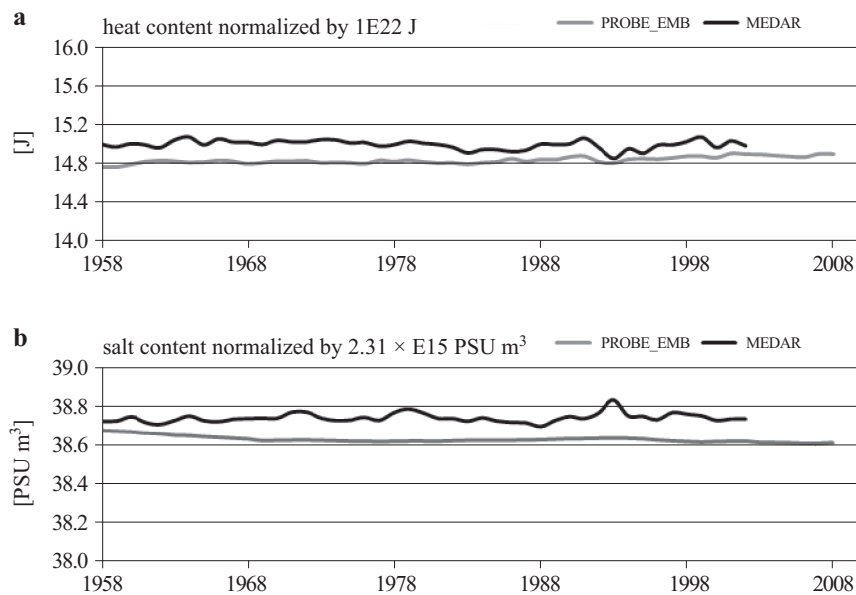 a
heat content normalized by 1E22 J
PROBE_EMB
MEDAR
[J]
16.0
15.6
15.2
14.8
14.4
14.0
1958 1968 1978 1988 1998 2008
b
salt content normalized by 2.31 × E15 PSU m³
PROBE_EMB
MEDAR
[PSU m³]
39.0
38.8
38.6
38.4
38.2
38.0
1958 1968 1978 1988 1998 2008